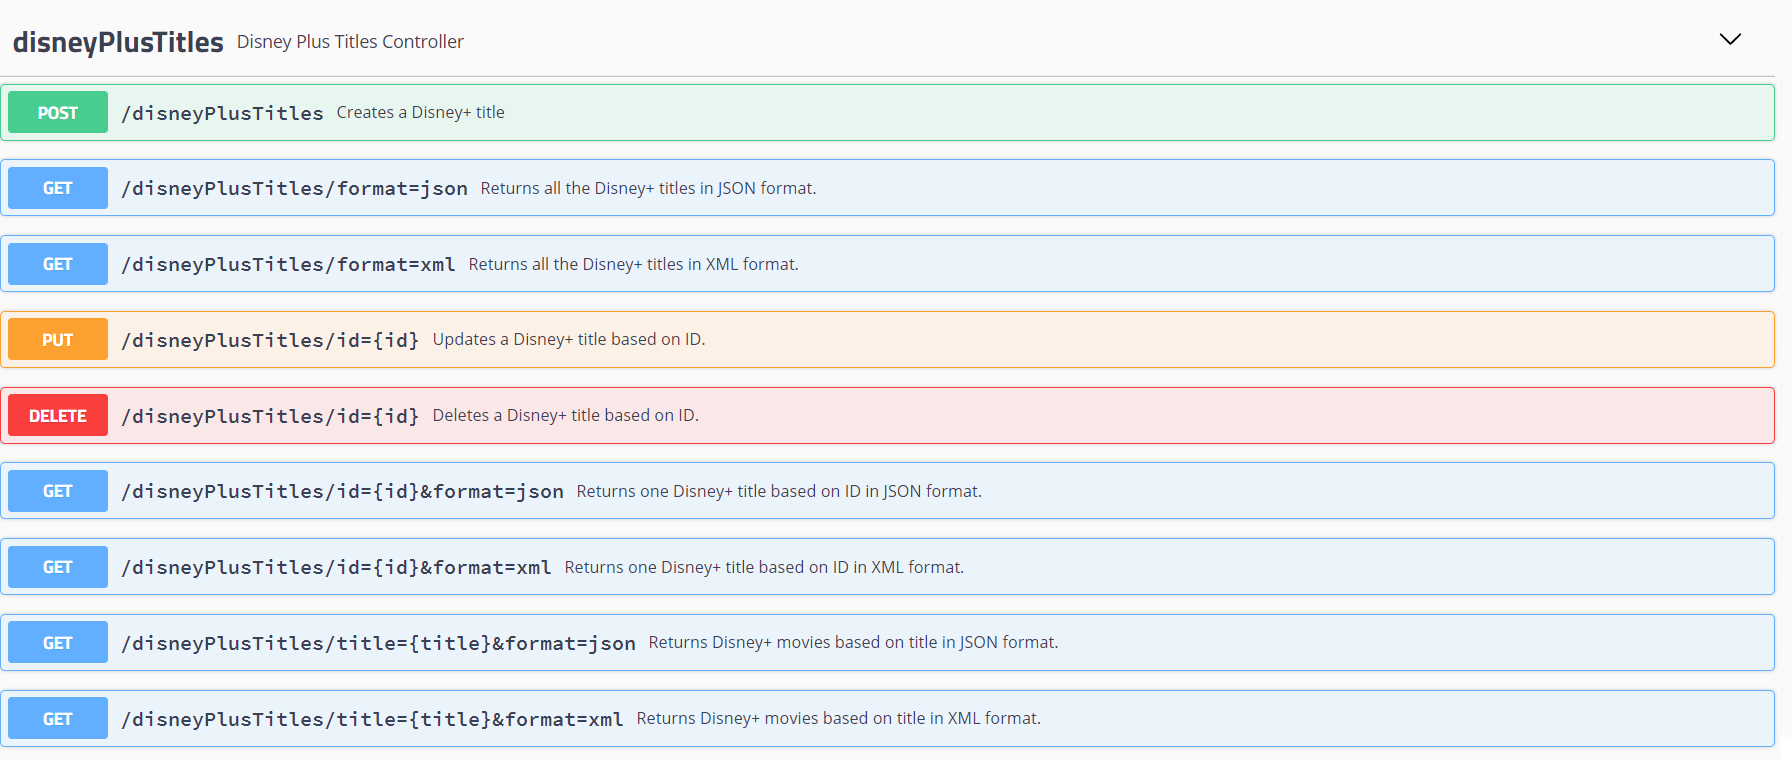 disneyPlusTitles Disney Plus Titles Controller
POST /disneyPlusTitles Creates a Disney+ title
GET /disneyPlusTitles/format=json Returns all the Disney+ titles in JSON format.
GET /disneyPlusTitles/format=xml Returns all the Disney+ titles in XML format.
PUT /disneyPlusTitles/id={id} Updates a Disney+ title based on ID.
DELETE /disneyPlusTitles/id={id} Deletes a Disney+ title based on ID.
GET /disneyPlusTitles/id={id}&format=json Returns one Disney+ title based on ID in JSON format.
GET /disneyPlusTitles/id={id}&format=xml Returns one Disney+ title based on ID in XML format.
GET /disneyPlusTitles/title={title}&format=json Returns Disney+ movies based on title in JSON format.
GET /disneyPlusTitles/title={title}&format=xml Returns Disney+ movies based on title in XML format.